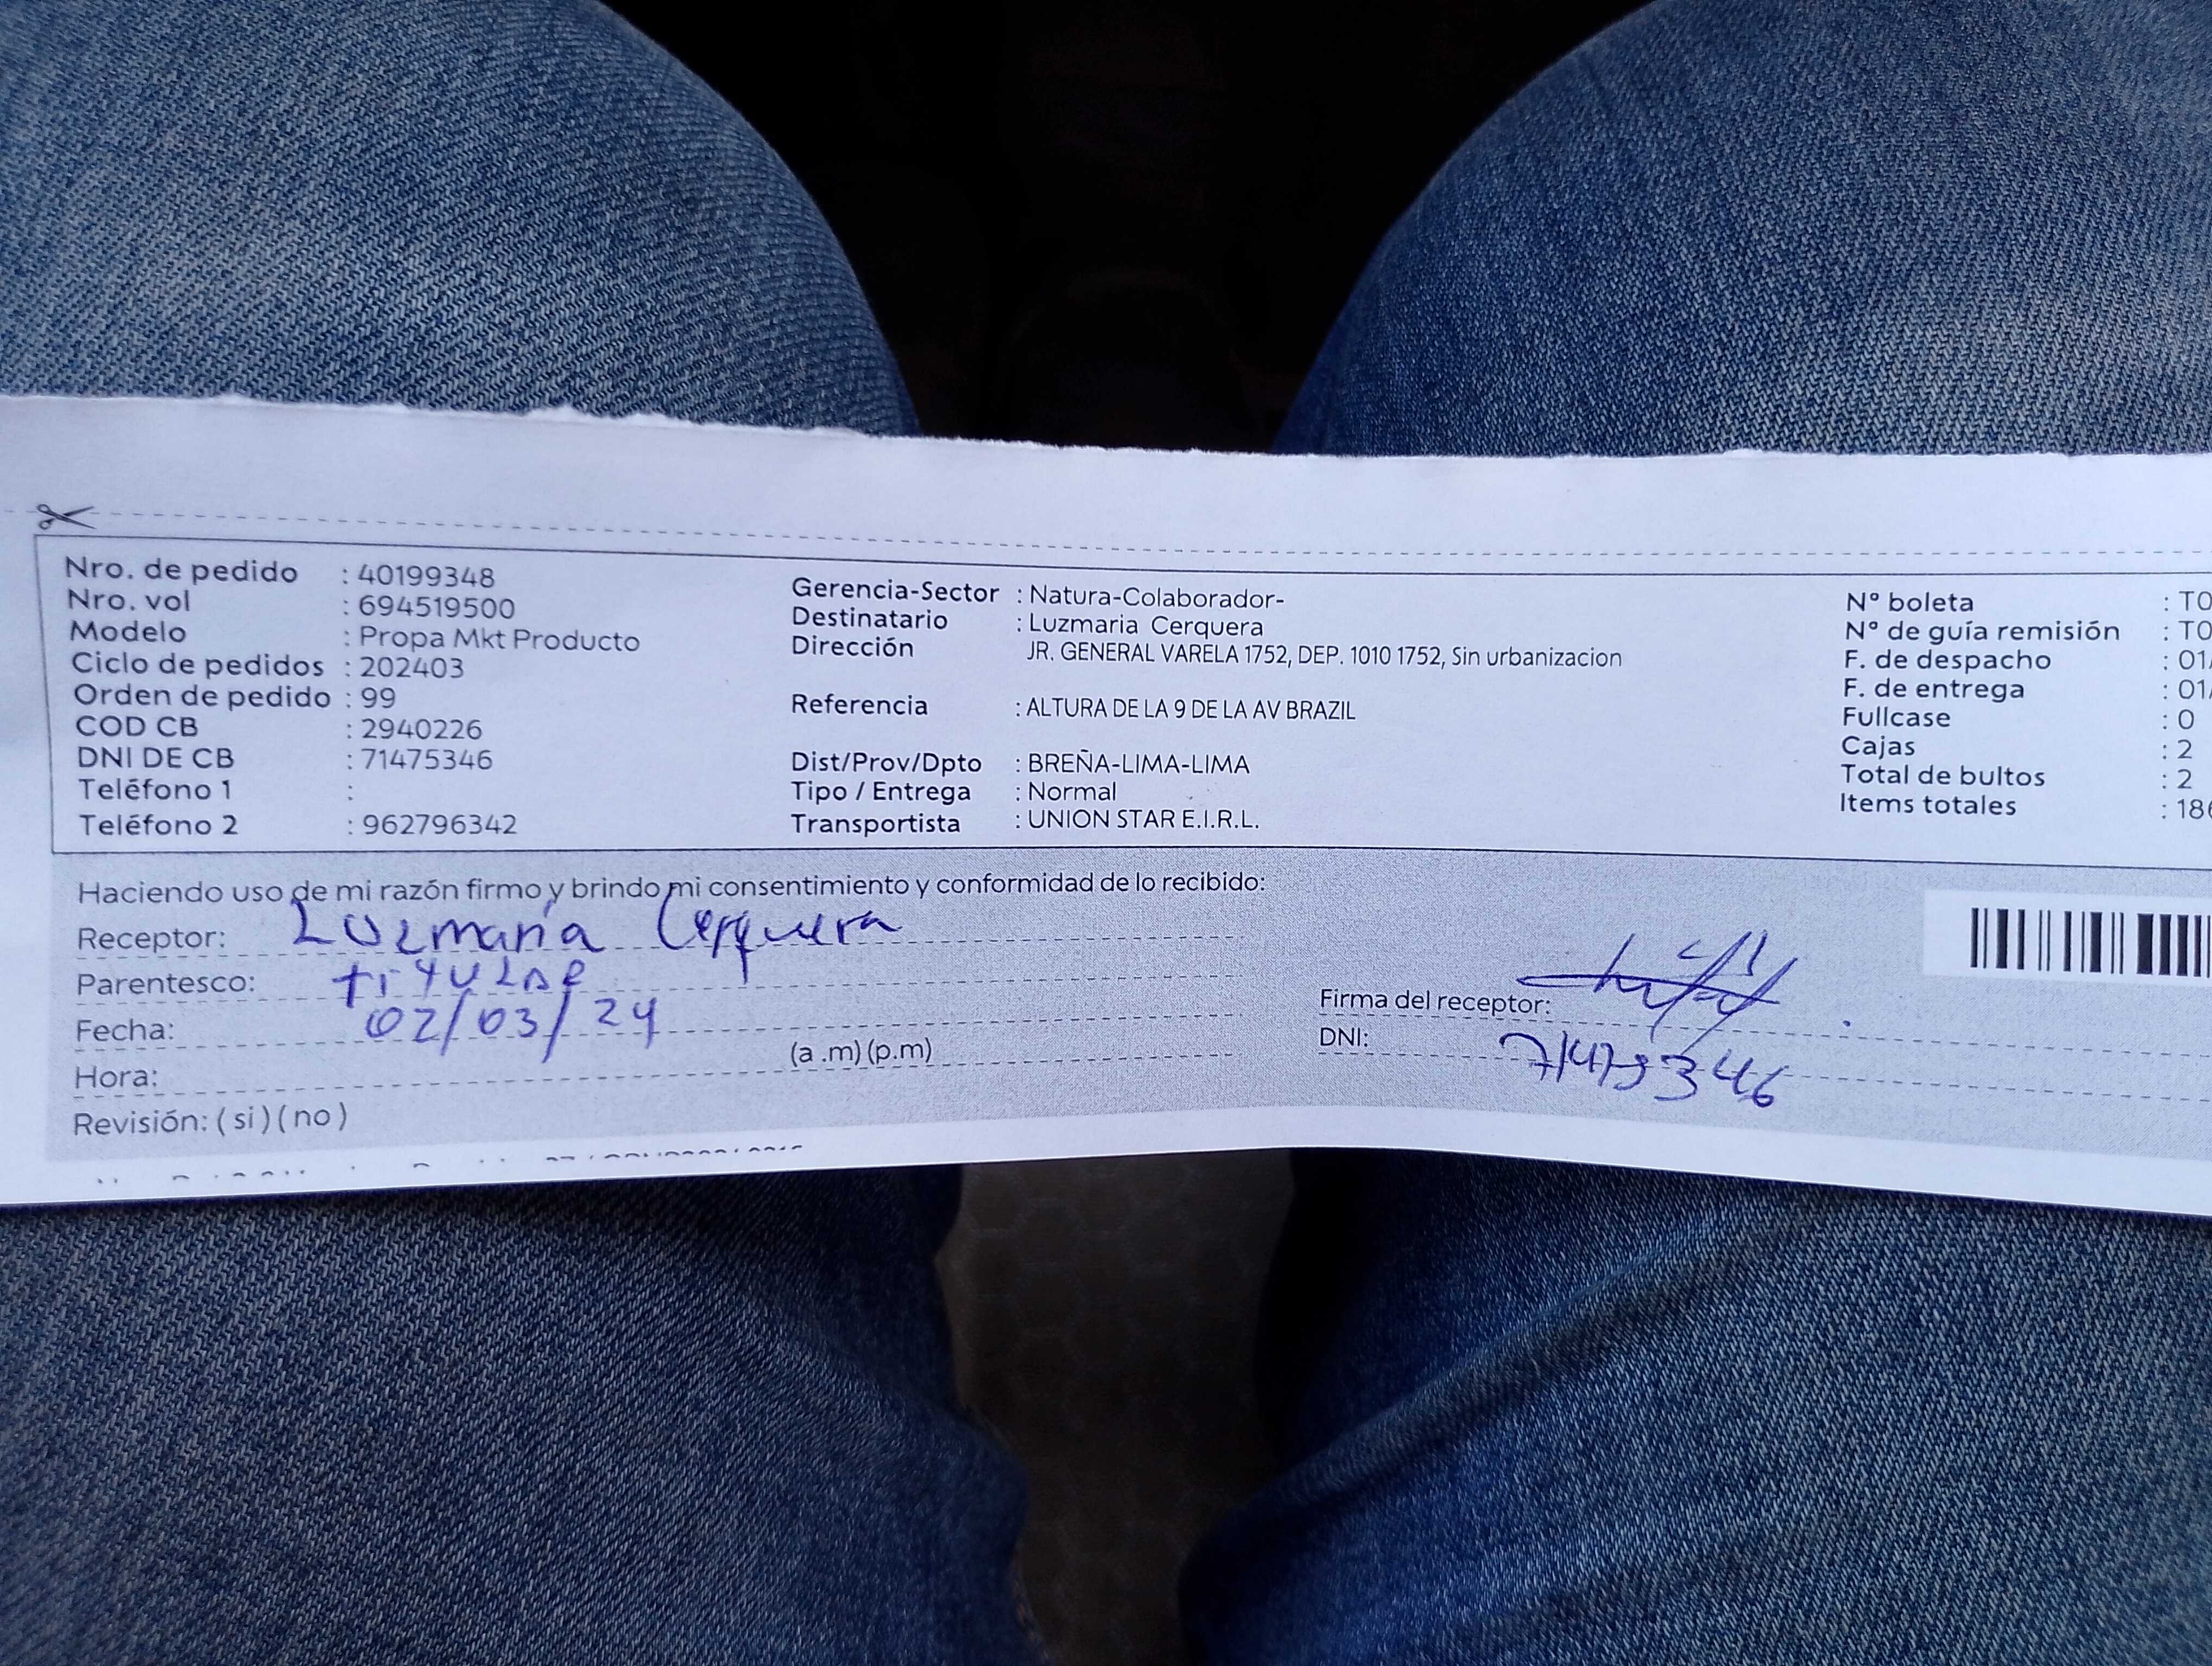 Nro. de pedido : 40199348
Nro. vol : 694519500
Modelo : Propa Mkt Producto
Ciclo de pedidos : 202403
Orden de pedido : 99
COD CB : 2940226
DNI DE CB : 71475346
Teléfono 1 :
Teléfono 2 : 962796342
Gerencia-Sector : Natura-Colaborador-
Destinatario : Luzmaria Cerquera
Dirección JR. GENERAL VARELA 1752, DEP. 1010 1752, Sin urbanizacion
Referencia : ALTURA DE LA 9 DE LA AV BRAZIL
Dist/Prov/Dpto : BREÑA-LIMA-LIMA
Tipo / Entrega : Normal
Transportista : UNION STAR E.I.R.L.
N° boleta : T0
N° de guía remisión : T0
F. de despacho : 01/
F. de entrega : 01/
Fullcase : 0
Cajas : 2
Total de bultos : 2
Items totales : 186
Haciendo uso de mi razón firmo y brindo mi consentimiento y conformidad de lo recibido:
Receptor: Luzmaria Cerquera
Parentesco: titular
Fecha: 02/03/24
Hora: (a .m) (p.m)
Revisión: ( si ) ( no )
Firma del receptor:
DNI: 71475346